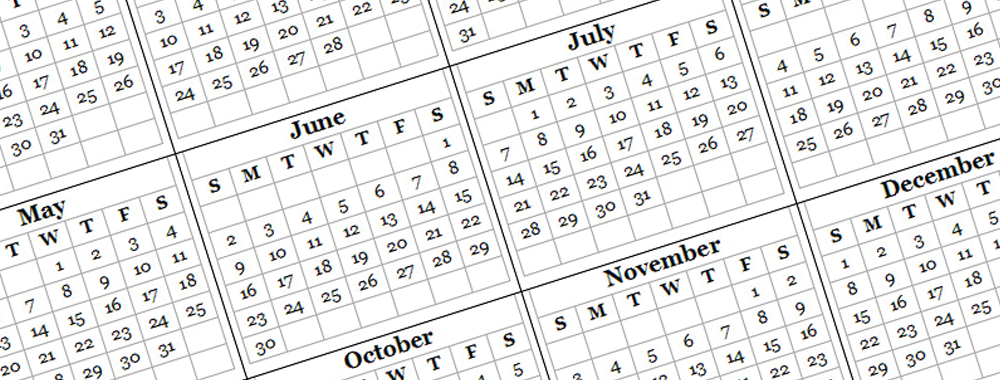 T
3 4 5
10 11 12
16 17 18 19
23 24 25 26
30 31
3 4
10 11 12 13
17 18 19 20 21 22
24 25 26 27 28
24 25
31
May
T W T F S
1 2 3 4
7 8 9 10 11
14 15 16 17 18
20 21 22 23 24 25
28 29 30 31
June
S M T W T F S
1
2 3 4 5 6 7 8
9 10 11 12 13 14 15
16 17 18 19 20 21 22
23 24 25 26 27 28 29
30
July
S M T W T F S
1 2 3 4 5 6
7 8 9 10 11 12 13
14 15 16 17 18 19 20
21 22 23 24 25 26 27
28 29 30 31
S M
4 5 6 7 8 9
11 12 13 14 15 16
18 19 20 21 22 23
25 26 27 28 29 30
October
W T F S
4 5
November
S M T W T F S
1 2
3 4 5 6 7 8 9
12 13 14 15 16
22 23
December
S M T W T
1 2 3 4 5
8 9 10 11
15 16 17 18
22 23 24 25
29 30 31